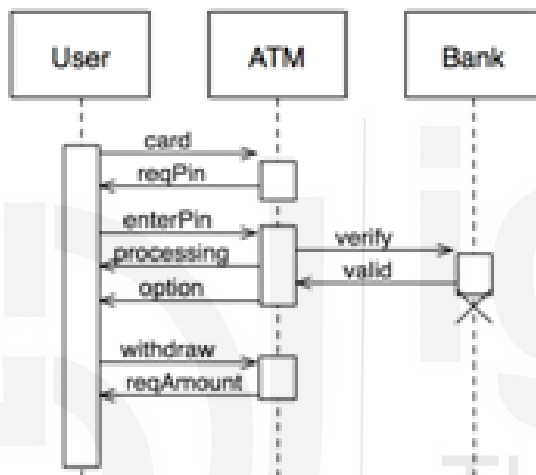 User ATM Bank
card
reqPin
enterPin
verify
processing
valid
option
withdraw
reqAmount